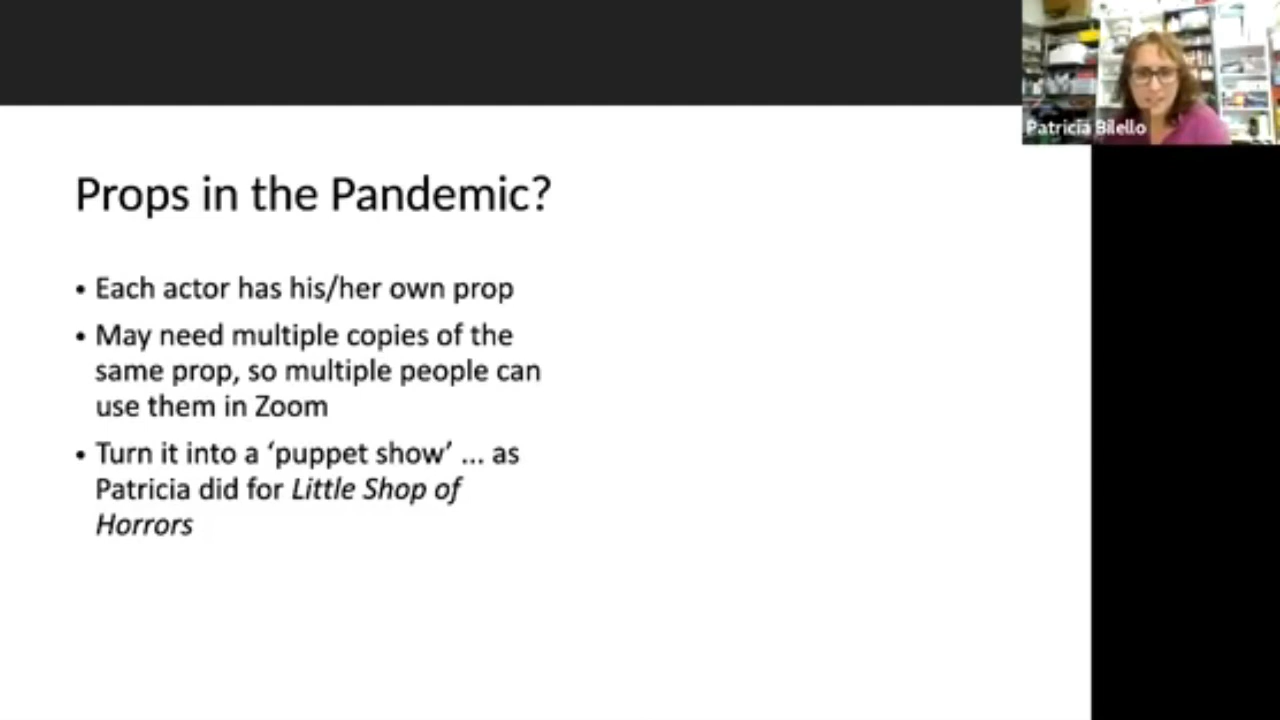 Patricia Bilello
Props in the Pandemic?
• Each actor has his/her own prop
• May need multiple copies of the
same prop, so multiple people can
use them in Zoom
• Turn it into a ‘puppet show’ ... as
Patricia did for Little Shop of
Horrors